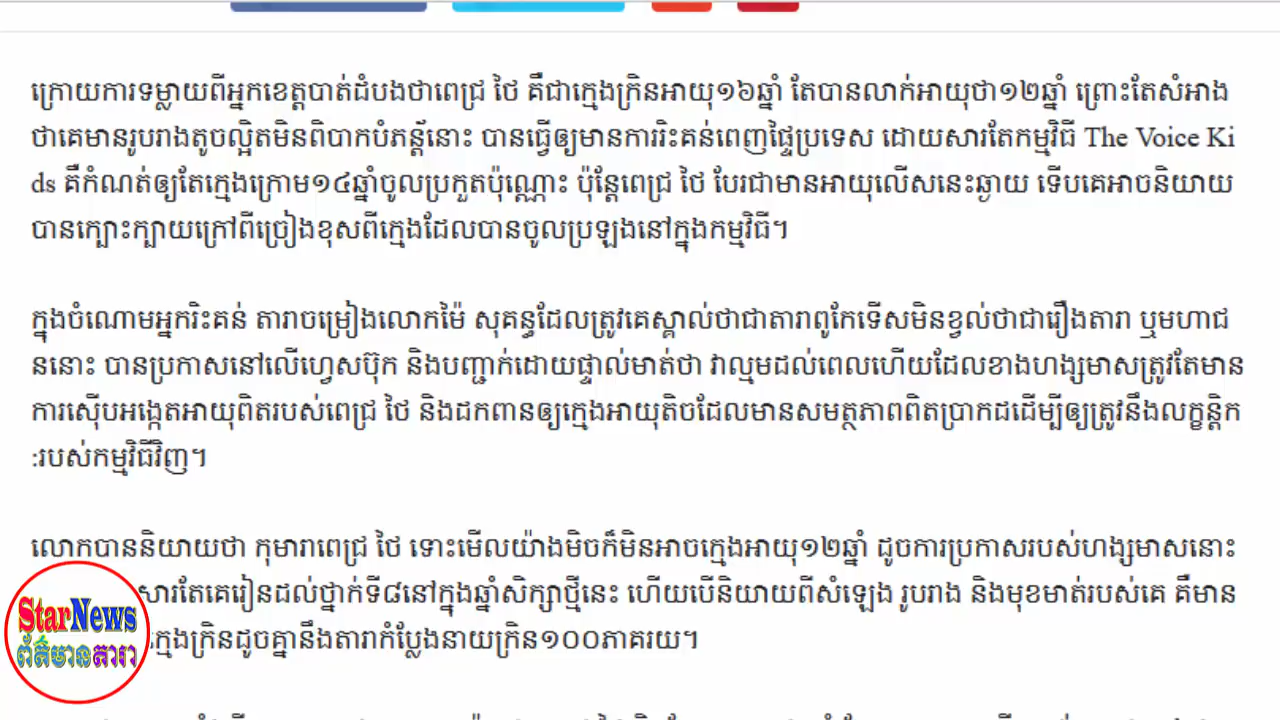 ក្រោយការទម្លាយពីអ្នកខេត្តបាត់ដំបងថាពេជ្រ ថៃ គឺជាក្មេងក្រិនអាយុ១៦ឆ្នាំ តែបានលាក់អាយុថា១២ឆ្នាំ ព្រោះតែសំអាង
ថាគេមានរូបរាងតូចល្អិតមិនពិបាកបំភន្ត័នោះ បានធ្វើឲ្យមានការរិះគន់ពេញផ្ទៃប្រទេស ដោយសារតែកម្មវិធី The Voice Ki
ds គឺកំណត់ឲ្យតែក្មេងក្រោម១៤ឆ្នាំចូលប្រកួតប៉ុណ្ណោះ ប៉ុន្តែពេជ្រ ថៃ បែរជាមានអាយុលើសនេះឆ្ងាយ ទើបគេអាចនិយាយ
បានក្បោះក្បាយក្រៅពីច្រៀងខុសពីក្មេងដែលបានចូលប្រឡងនៅក្នុងកម្មវិធី។
ក្នុងចំណោមអ្នករិះគន់ តារាចម្រៀងលោកម៉ៃ សុគន្ធដែលត្រូវគេស្គាល់ថាជាតារាពូកែទើសមិនខ្វល់ថាជារឿងតារា ឬមហាជ
ននោះ បានប្រកាសនៅលើហ្វេសប៊ុក និងបញ្ជាក់ដោយផ្ទាល់មាត់ថា វាល្មមដល់ពេលហើយដែលខាងហង្សមាសត្រូវតែមាន
ការស៊ើបអង្កេតអាយុពិតរបស់ពេជ្រ ថៃ និងដកពានឲ្យក្មេងអាយុតិចដែលមានសមត្ថភាពពិតប្រាកដដើម្បីឲ្យត្រូវនឹងលក្ខន្តិក
:របស់កម្មវិធីវិញ។
លោកបាននិយាយថា កុមារាពេជ្រ ថៃ ទោះមើលយ៉ាងមិចក៏មិនអាចក្មេងអាយុ១២ឆ្នាំ ដូចការប្រកាសរបស់ហង្សមាសនោះ
សារតែគេរៀនដល់ថ្នាក់ទី៨នៅក្នុងឆ្នាំសិក្សាថ្មីនេះ ហើយបើនិយាយពីសំឡេង រូបរាង និងមុខមាត់របស់គេ គឺមាន
ក្មេងក្រិនដូចគ្នានឹងតារាកំប្លែងនាយក្រិន១០០ភាគរយ។
StarNews
ព័ត៌មានតារា